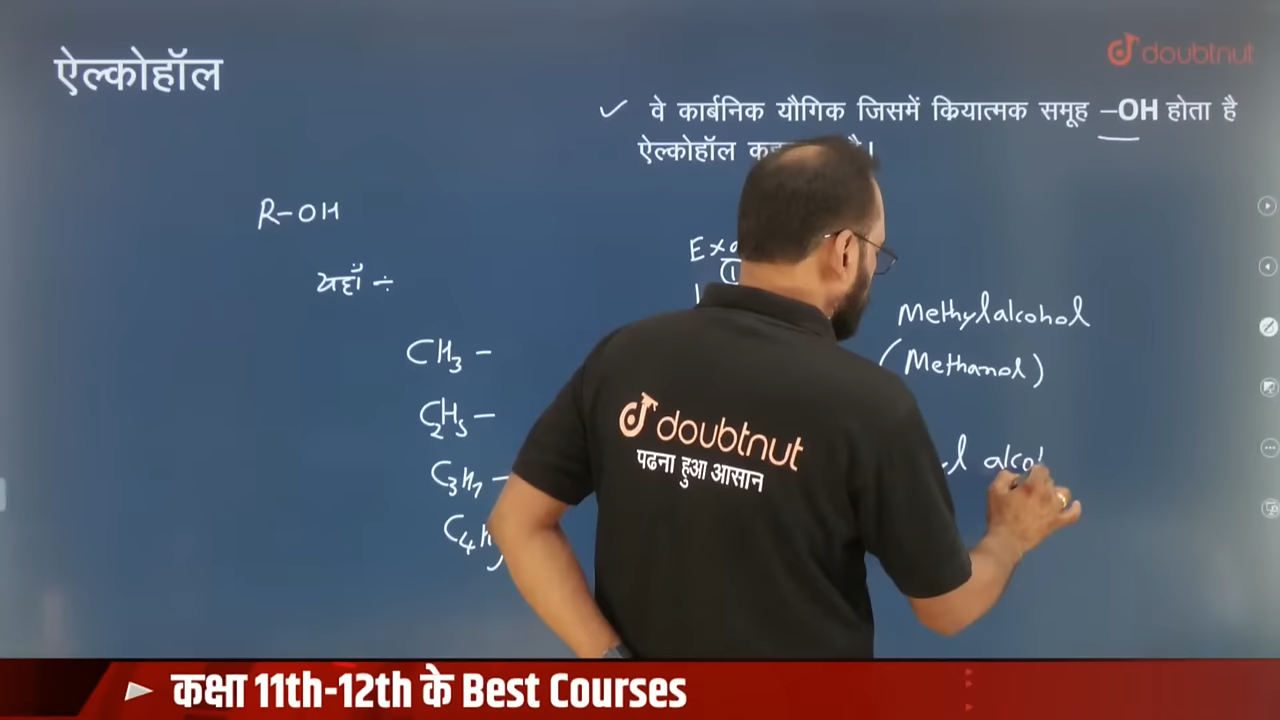 ऐल्कोहॉल
doubtnut
✓ वे कार्बनिक यौगिक जिसमें क्रियात्मक समूह –OH होता है
ऐल्कोहॉल
R-OH
यहाँ ÷
CH3 -
C2H5 -
C3H7 -
C4
Methylalcohol
(Methanol)
doubtnut
पढना हुआ आसान
कक्षा 11th-12th के Best Courses